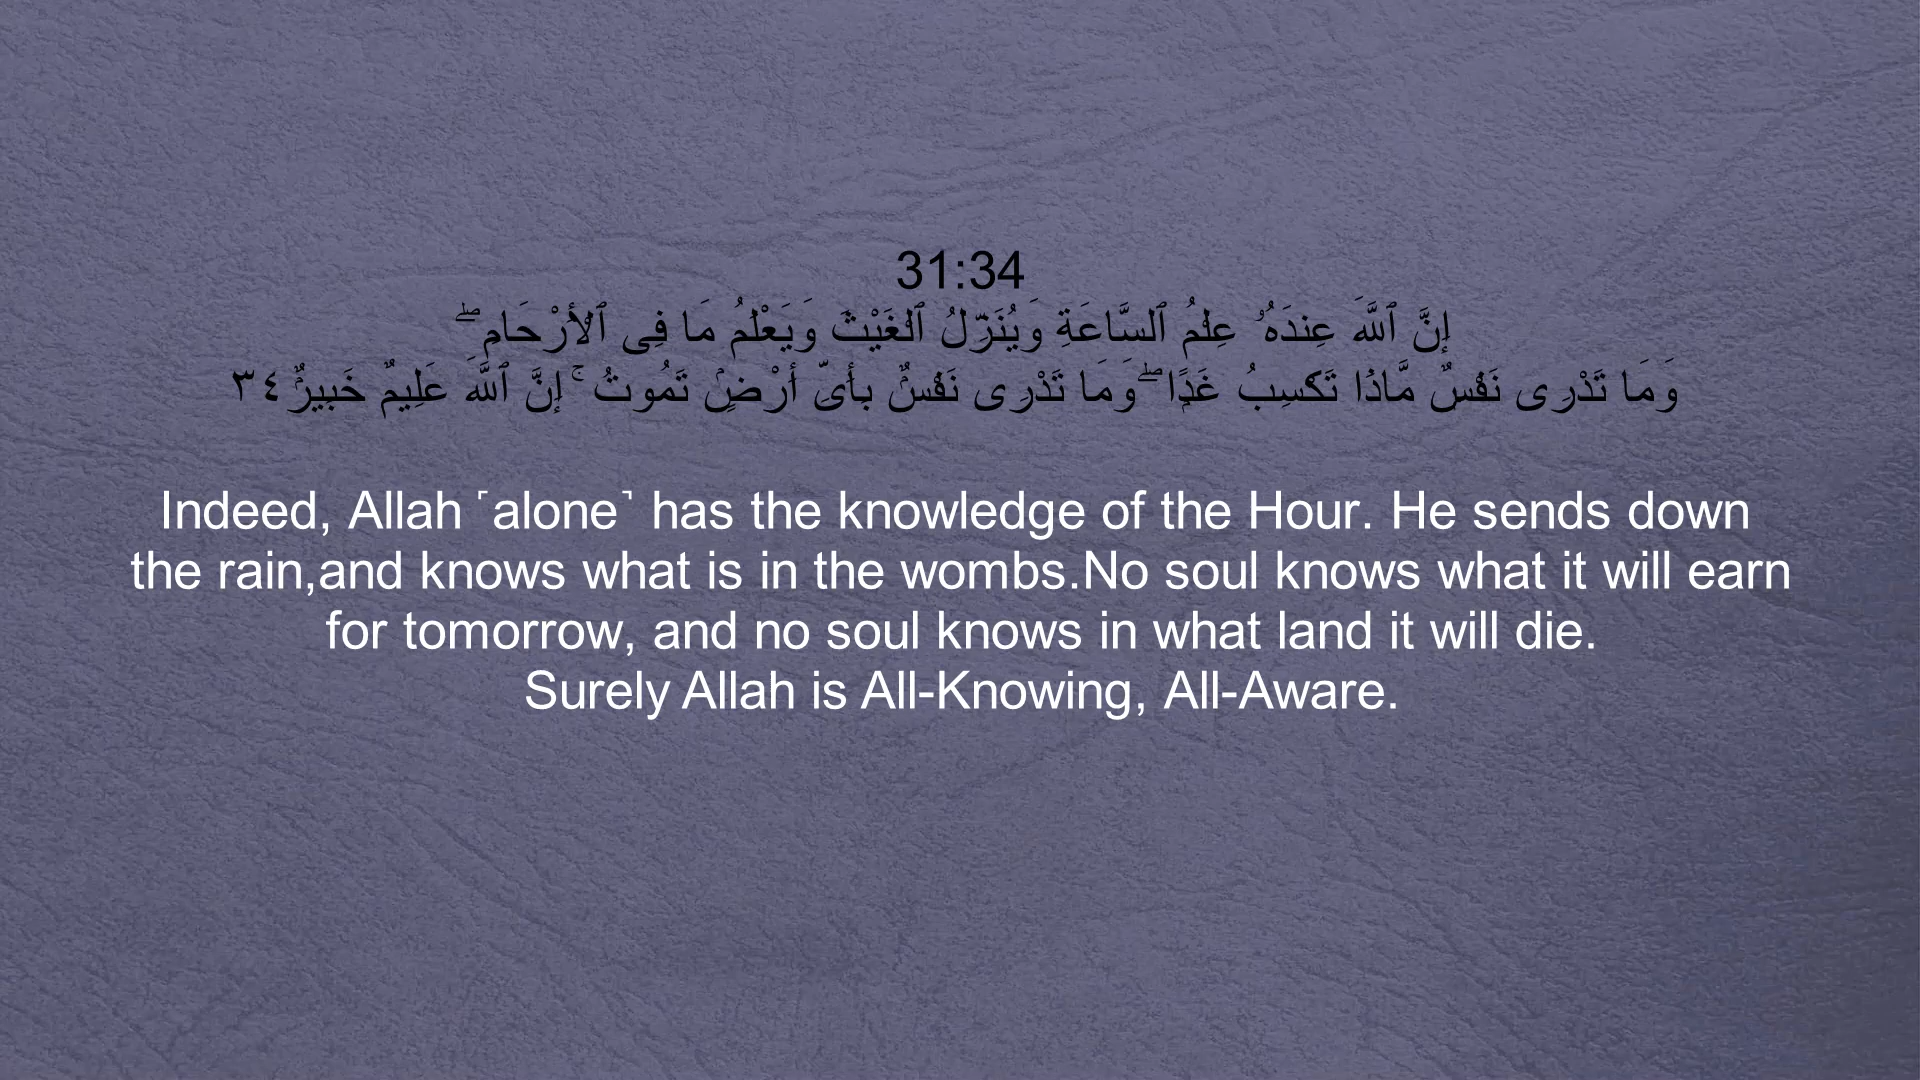 31:34
إِنَّ ٱللَّهَ عِندَهُۥ عِلْمُ ٱلسَّاعَةِ وَيُنَزِّلُ ٱلْغَيْثَ وَيَعْلَمُ مَا فِى ٱلْأَرْحَامِ ۖ
وَمَا تَدْرِى نَفْسٌۭ مَّاذَا تَكْسِبُ غَدًۭا ۖ وَمَا تَدْرِى نَفْسٌۢ بِأَىِّ أَرْضٍۢ تَمُوتُ ۚ إِنَّ ٱللَّهَ عَلِيمٌ خَبِيرٌۢ ٣٤
Indeed, Allah ˹alone˺ has the knowledge of the Hour. He sends down
the rain,and knows what is in the wombs.No soul knows what it will earn
for tomorrow, and no soul knows in what land it will die.
Surely Allah is All-Knowing, All-Aware.